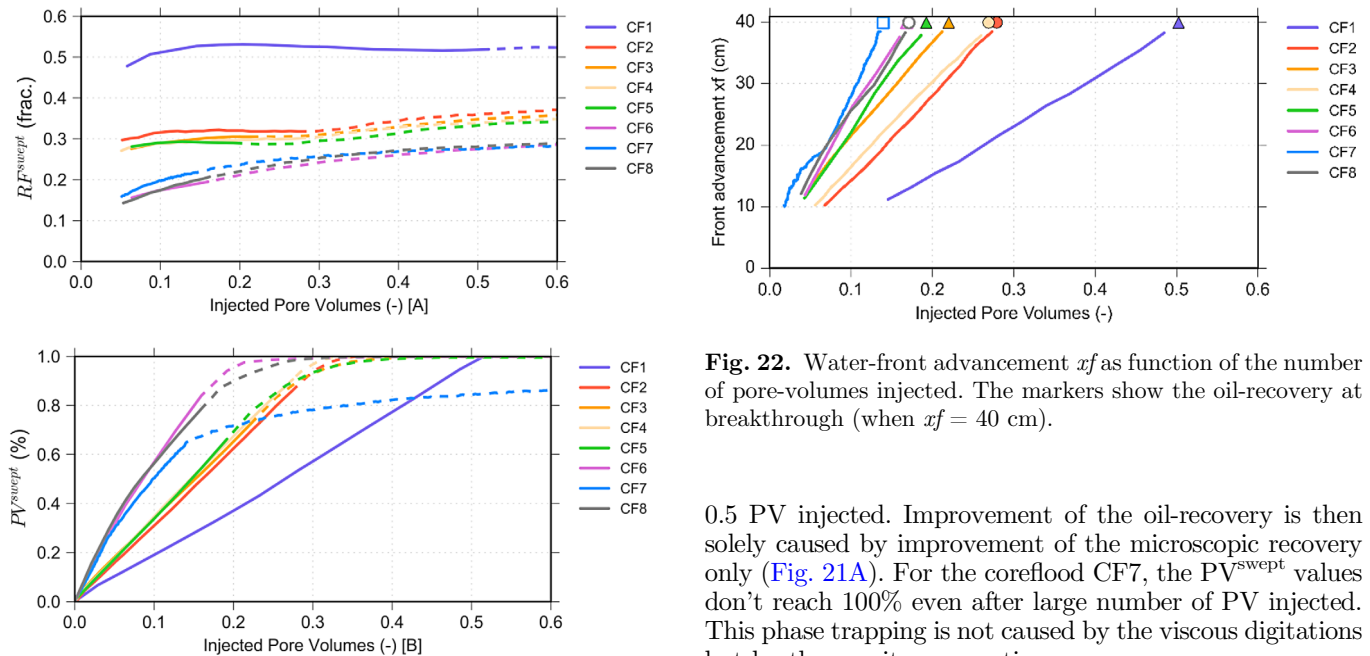 RF^swept (frac.)
0.6
0.5
0.4
0.3
0.2
0.1
0.0
0.0 0.1 0.2 0.3 0.4 0.5 0.6
Injected Pore Volumes (-) [A]
CF1
CF2
CF3
CF4
CF5
CF6
CF7
CF8
PV^swept (%)
1.0
0.8
0.6
0.4
0.2
0.0
0.0 0.1 0.2 0.3 0.4 0.5 0.6
Injected Pore Volumes (-) [B]
CF1
CF2
CF3
CF4
CF5
CF6
CF7
CF8
Front advancement xf (cm)
40
30
20
10
0
0.0 0.1 0.2 0.3 0.4 0.5 0.6
Injected Pore Volumes (-)
CF1
CF2
CF3
CF4
CF5
CF6
CF7
CF8
Fig. 22. Water-front advancement xf as function of the number
of pore-volumes injected. The markers show the oil-recovery at
breakthrough (when xf = 40 cm).
0.5 PV injected. Improvement of the oil-recovery is then
solely caused by improvement of the microscopic recovery
only (Fig. 21A). For the coreflood CF7, the PV^swept values
don't reach 100% even after large number of PV injected.
This phase trapping is not caused by the viscous digitations